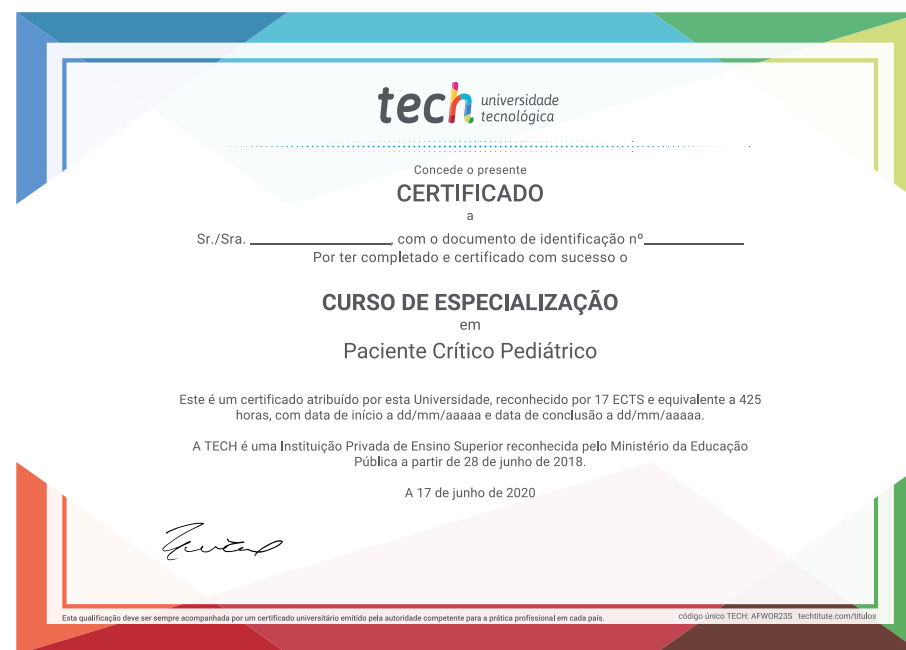 tech universidade
tecnológica
Concede o presente
CERTIFICADO
a
Sr./Sra. ________________, com o documento de identificação nº____________
Por ter completado e certificado com sucesso o
CURSO DE ESPECIALIZAÇÃO
em
Paciente Crítico Pediátrico
Este é um certificado atribuído por esta Universidade, reconhecido por 17 ECTS e equivalente a 425
horas, com data de início a dd/mm/aaaaa e data de conclusão a dd/mm/aaaaa.
A TECH é uma Instituição Privada de Ensino Superior reconhecida pelo Ministério da Educação
Pública a partir de 28 de junho de 2018.
A 17 de junho de 2020
Esta qualificação deve ser sempre acompanhada por um certificado universitário emitido pela autoridade competente para a prática profissional em cada país.
código único TECH: AFWOR23S techtitute.com/titulos